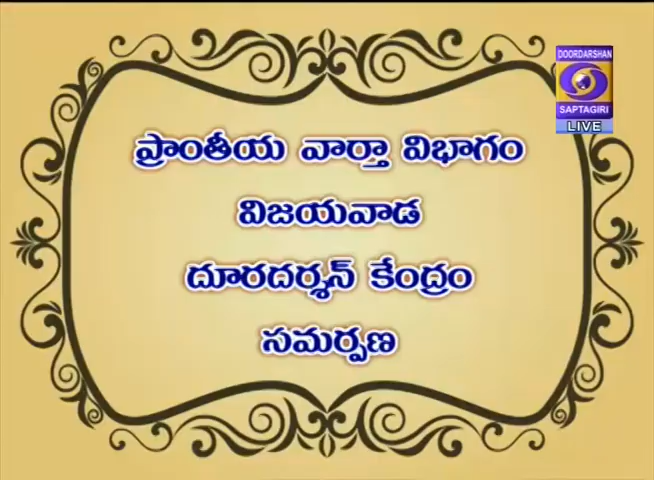 DOORDARSHAN
SAPTAGIRI
LIVE
ప్రాంతీయ వార్తా విభాగం
విజయవాడ
దూరదర్శన్ కేంద్రం
సమర్పణ